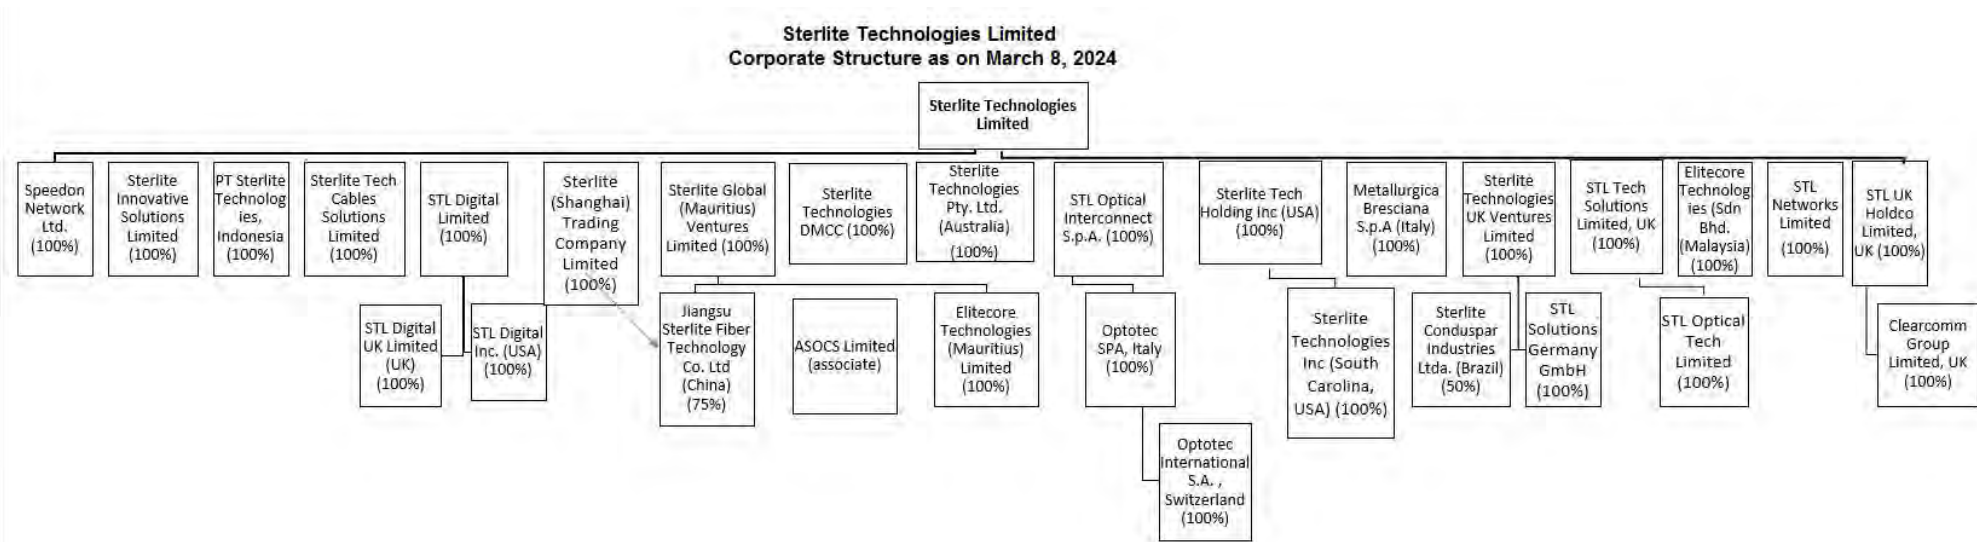 Sterlite Technologies Limited
Corporate Structure as on March 8, 2024
Sterlite Technologies
Limited
Speedon
Network
Ltd.
(100%)
Sterlite
Innovative
Solutions
Limited
(100%)
PT Sterlite
Technolog
ies,
Indonesia
(100%)
Sterlite Tech
Cables
Solutions
Limited
(100%)
STL Digital
Limited
(100%)
Sterlite
(Shanghai)
Trading
Company
Limited
(100%)
Sterlite Global
(Mauritius)
Ventures
Limited (100%)
Sterlite
Technologies
DMCC (100%)
Sterlite
Technologies
Pty. Ltd.
(Australia)
(100%)
STL Optical
Interconnect
S.p.A. (100%)
Sterlite Tech
Holding Inc (USA)
(100%)
Metallurgica
Bresciana
S.p.A (Italy)
(100%)
Sterlite
Technologies
UK Ventures
Limited
(100%)
STL Tech
Solutions
Limited, UK
(100%)
Elitecore
Technolog
ies (Sdn
Bhd.
(Malaysia)
(100%)
STL
Networks
Limited
(100%)
STL UK
Holdco
Limited,
UK (100%)
STL Digital
UK Limited
(UK)
(100%)
STL Digital
Inc. (USA)
(100%)
Jiangsu
Sterlite Fiber
Technology
Co. Ltd
(China)
(75%)
ASOCS Limited
(associate)
Elitecore
Technologies
(Mauritius)
Limited
(100%)
Optotec
SPA, Italy
(100%)
Sterlite
Technologies
Inc (South
Carolina,
USA) (100%)
Sterlite
Conduspar
Industries
Ltda. (Brazil)
(50%)
STL
Solutions
Germany
GmbH
(100%)
STL Optical
Tech
Limited
(100%)
Clearcomm
Group
Limited, UK
(100%)
Optotec
International
S.A. ,
Switzerland
(100%)